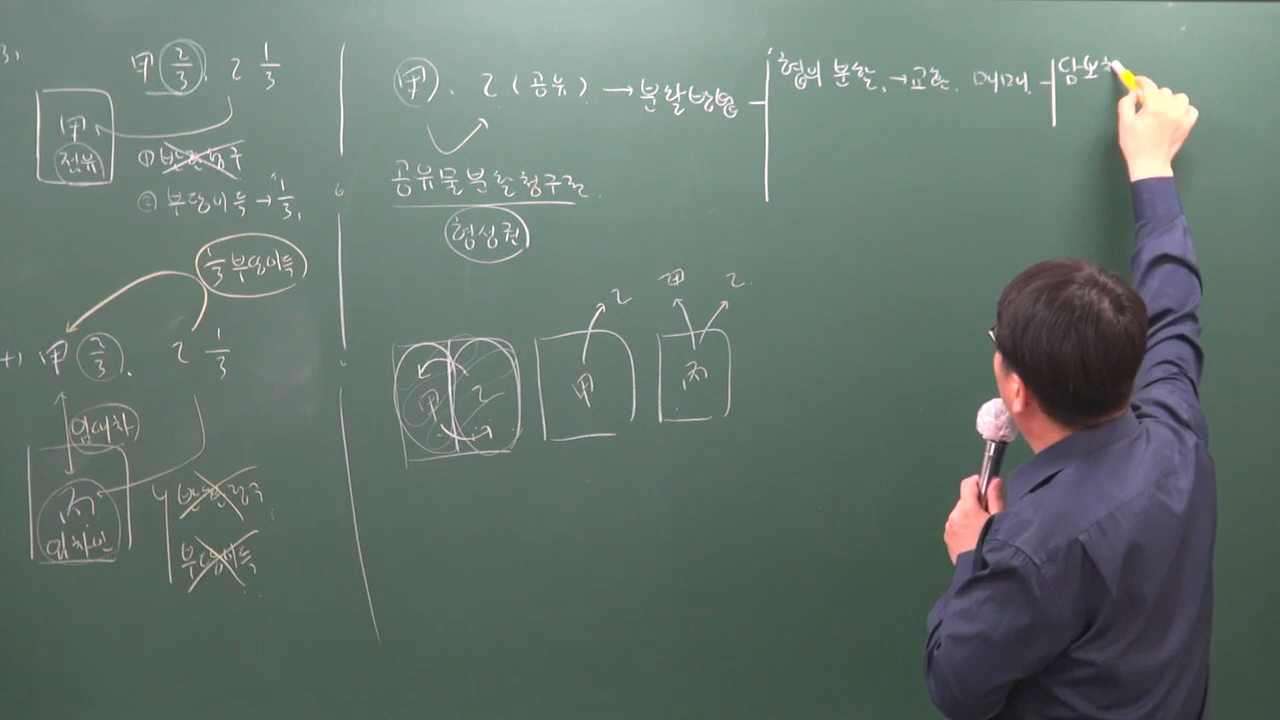 甲 2/3. 乙 1/3
甲
점유
① 반환청구
② 부당이득 → 1/3,
1/3 부당이득
甲 2/3. 乙 1/3
임대차
丙
임차인
반환청구
부당이득
甲. 乙 (공유) → 분할방법
공유물분할청구권
형성권
甲 乙
乙
甲
甲 乙
丙
협의 분할. → 교환. 매매.
담보